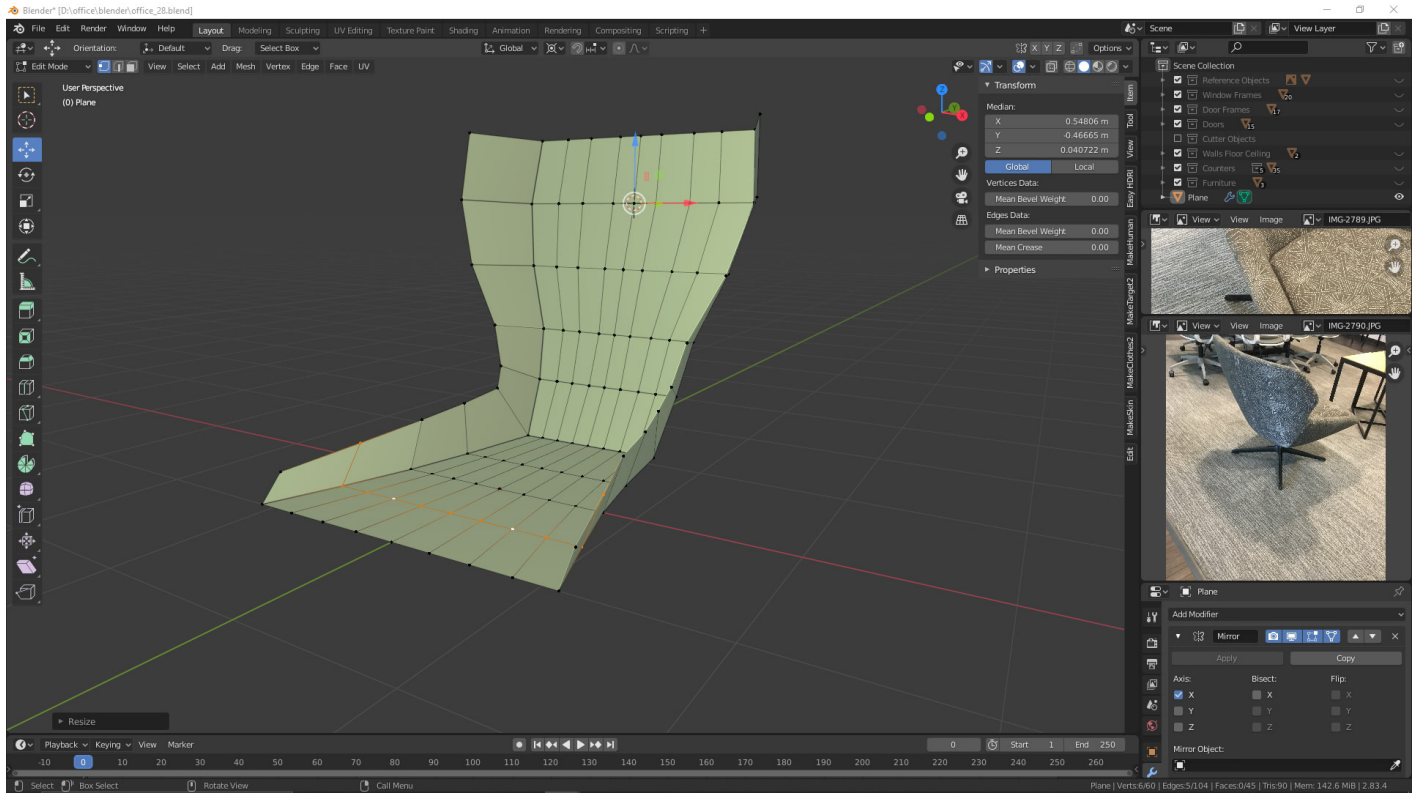 Blender* [D:\office\blender\office_28.blend]
File Edit Render Window Help Layout Modeling Sculpting UV Editing Texture Paint Shading Animation Rendering Compositing Scripting + Scene View Layer
Orientation: Default Drag: Select Box Global X Y Z Options
Edit Mode View Select Add Mesh Vertex Edge Face UV
User Perspective
(0) Plane
Z
Y
X
Transform
Median:
X 0.54806 m
Y -0.46665 m
Z 0.040722 m
Global Local
Vertices Data:
Mean Bevel Weight 0.00
Edges Data:
Mean Bevel Weight 0.00
Mean Crease 0.00
Properties
Item
Tool
View
Easy HDRI
MakeHuman
MakeTarget2
MakeClothes2
MakeSkin
Edit
Scene Collection
Reference Objects
Window Frames 20
Door Frames 17
Doors 15
Cutter Objects
Walls Floor Ceiling 2
Counters 5 35
Furniture 3
Plane
View View Image IMG-2789.JPG
View View Image IMG-2790.JPG
Plane
Add Modifier
Mirror
Apply Copy
Axis: Bisect: Flip:
X X X
Y Y Y
Z Z Z
Mirror Object:
Resize
Playback Keying View Marker 0 Start 1 End 250
-10 0 10 20 30 40 50 60 70 80 90 100 110 120 130 140 150 160 170 180 190 200 210 220 230 240 250 260
Select Box Select Rotate View Call Menu Plane | Verts:6/60 | Edges:5/104 | Faces:0/45 | Tris:90 | Mem: 142.6 MiB | 2.83.4